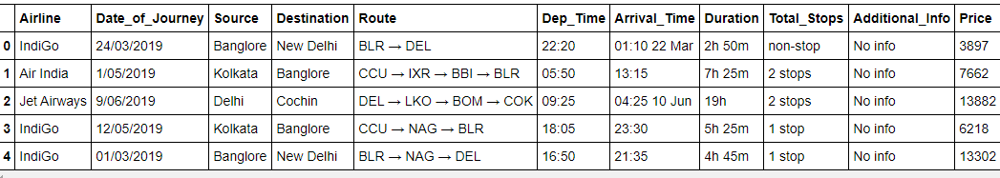 Airline Date_of_Journey Source Destination Route Dep_Time Arrival_Time Duration Total_Stops Additional_Info Price
0 IndiGo 24/03/2019 Banglore New Delhi BLR → DEL 22:20 01:10 22 Mar 2h 50m non-stop No info 3897
1 Air India 1/05/2019 Kolkata Banglore CCU → IXR → BBI → BLR 05:50 13:15 7h 25m 2 stops No info 7662
2 Jet Airways 9/06/2019 Delhi Cochin DEL → LKO → BOM → COK 09:25 04:25 10 Jun 19h 2 stops No info 13882
3 IndiGo 12/05/2019 Kolkata Banglore CCU → NAG → BLR 18:05 23:30 5h 25m 1 stop No info 6218
4 IndiGo 01/03/2019 Banglore New Delhi BLR → NAG → DEL 16:50 21:35 4h 45m 1 stop No info 13302